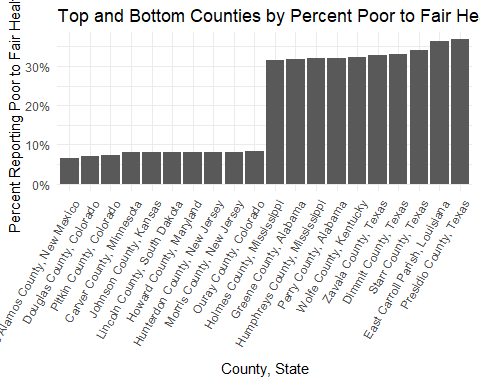 Top and Bottom Counties by Percent Poor to Fair He
Percent Reporting Poor to Fair Heal
30%
20%
10%
0%
Alamos County, New Mexico
Douglas County, Colorado
Pitkin County, Colorado
Carver County, Minnesota
Johnson County, Kansas
Lincoln County, South Dakota
Howard County, Maryland
Hunterdon County, New Jersey
Morris County, New Jersey
Ouray County, Colorado
Holmes County, Mississippi
Greene County, Alabama
Humphreys County, Mississippi
Perry County, Alabama
Wolfe County, Kentucky
Zavala County, Texas
Dimmit County, Texas
Starr County, Texas
East Carroll Parish, Louisiana
Presidio County, Texas
County, State